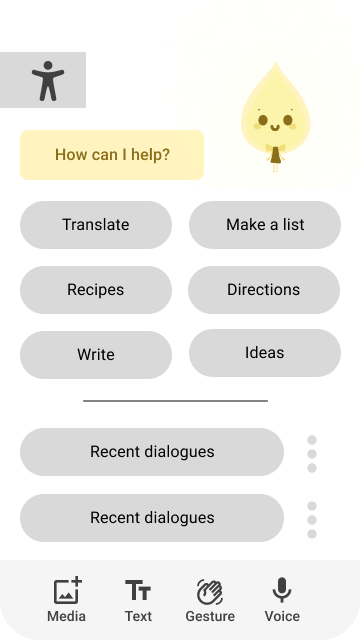 How can I help?
Translate
Make a list
Recipes
Directions
Write
Ideas
Recent dialogues
Recent dialogues
Media
Text
Gesture
Voice